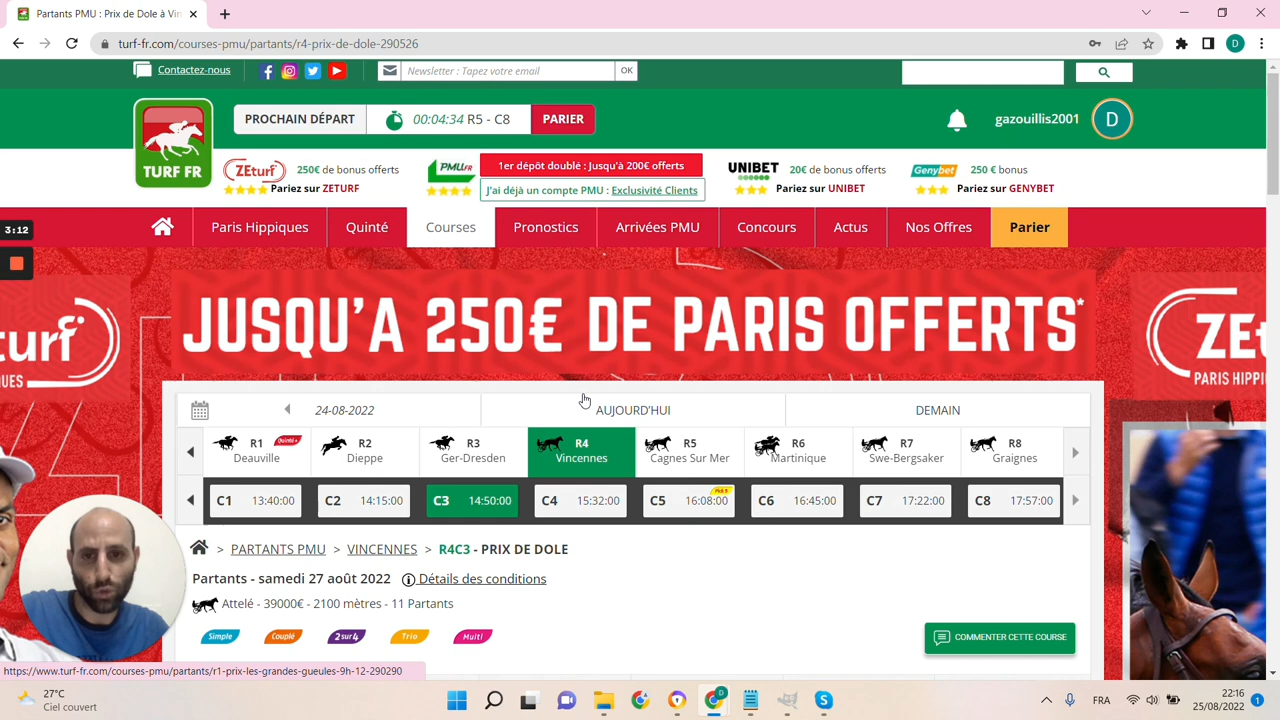 Partants PMU : Prix de Dole à Vin
turf-fr.com/courses-pmu/partants/r4-prix-de-dole-290526
D
Contactez-nous
Newsletter : Tapez votre email OK
TURF FR
PROCHAIN DÉPART 00:04:34 R5 - C8 PARIER
gazouillis2001 D
ZEturf 250€ de bonus offerts
Pariez sur ZETURF
PMU.FR 1er dépôt doublé : Jusqu'à 200€ offerts
J'ai déjà un compte PMU : Exclusivité Clients
UNIBET 20€ de bonus offerts
Pariez sur UNIBET
Genybet 250 € bonus
Pariez sur GENYBET
Paris Hippiques Quinté Courses Pronostics Arrivées PMU Concours Actus Nos Offres Parier
3:12
JUSQU'A 250€ DE PARIS OFFERTS*
turf
ZE
PARIS HIPPI
24-08-2022 AUJOURD'HUI DEMAIN
R1 Quinté+ R2 R3 R4 R5 R6 R7 R8
Deauville Dieppe Ger-Dresden Vincennes Cagnes Sur Mer Martinique Swe-Bergsaker Graignes
C1 13:40:00 C2 14:15:00 C3 14:50:00 C4 15:32:00 C5 16:08:00 C6 16:45:00 C7 17:22:00 C8 17:57:00
> PARTANTS PMU > VINCENNES > R4C3 - PRIX DE DOLE
Partants - samedi 27 août 2022 Détails des conditions
Attelé - 39000€ - 2100 mètres - 11 Partants
Simple Couplé 2sur4 Trio Multi
COMMENTER CETTE COURSE
https://www.turf-fr.com/courses-pmu/partants/r1-prix-les-grandes-gueules-9h-12-290290
27°C
Ciel couvert
FRA
22:16
25/08/2022